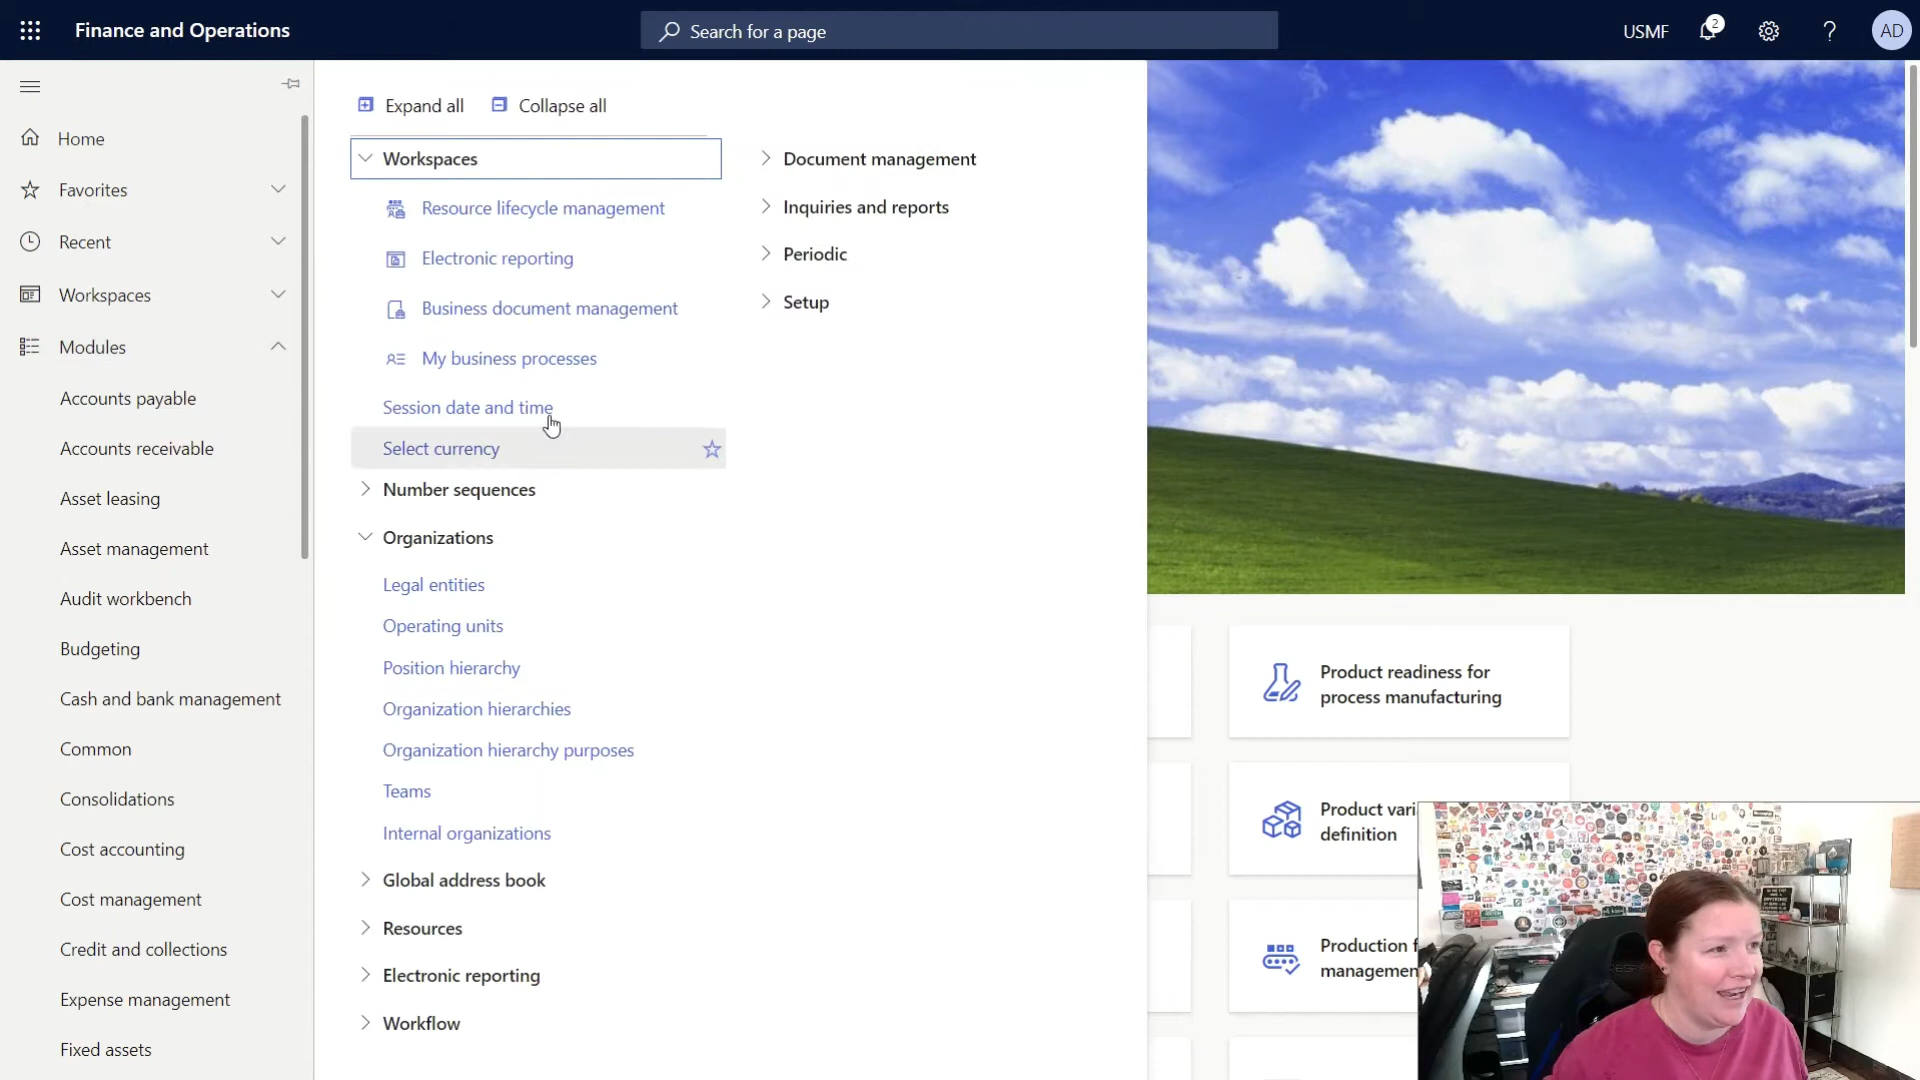 Finance and Operations
Search for a page
USMF
2
?
AD
Home
Favorites
Recent
Workspaces
Modules
Accounts payable
Accounts receivable
Asset leasing
Asset management
Audit workbench
Budgeting
Cash and bank management
Common
Consolidations
Cost accounting
Cost management
Credit and collections
Expense management
Fixed assets
Expand all
Collapse all
Workspaces
Resource lifecycle management
Electronic reporting
Business document management
My business processes
Session date and time
Select currency
Number sequences
Organizations
Legal entities
Operating units
Position hierarchy
Organization hierarchies
Organization hierarchy purposes
Teams
Internal organizations
Global address book
Resources
Electronic reporting
Workflow
Document management
Inquiries and reports
Periodic
Setup
Product readiness for
process manufacturing
Product vari
definition
Production f
managemen